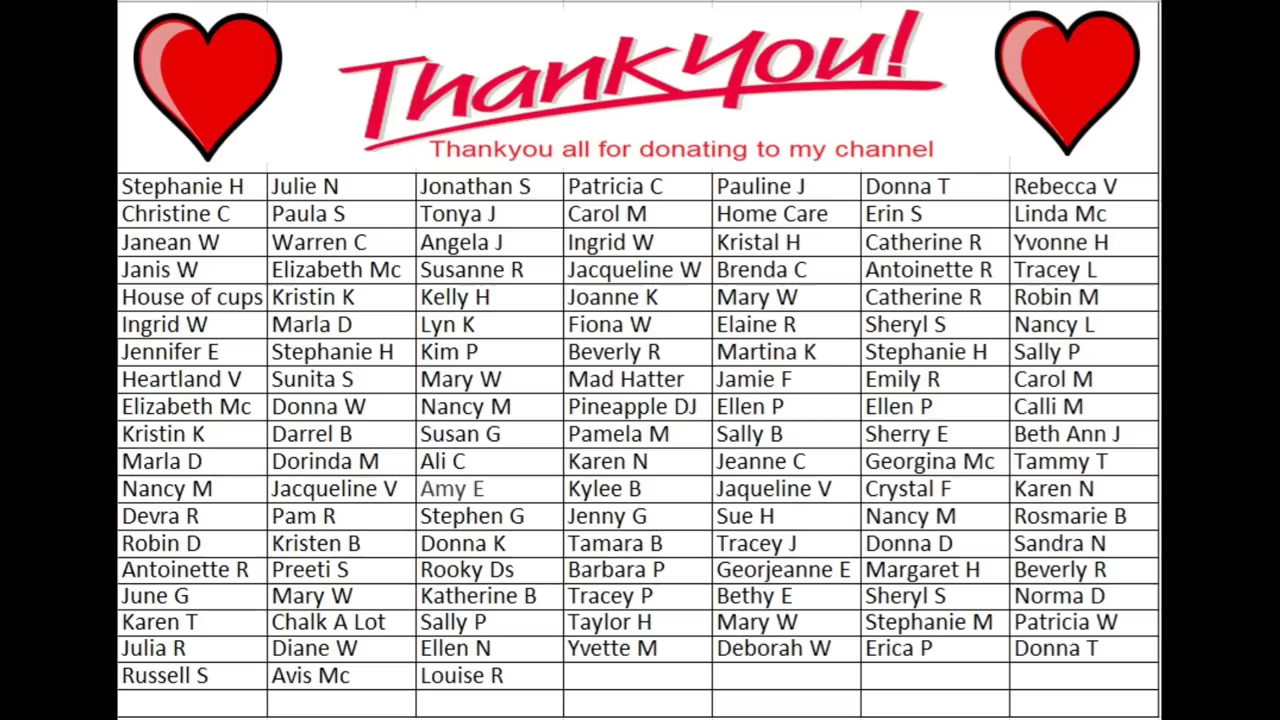 Thank You!
Thankyou all for donating to my channel
Stephanie H Julie N Jonathan S Patricia C Pauline J Donna T Rebecca V
Christine C Paula S Tonya J Carol M Home Care Erin S Linda Mc
Janean W Warren C Angela J Ingrid W Kristal H Catherine R Yvonne H
Janis W Elizabeth Mc Susanne R Jacqueline W Brenda C Antoinette R Tracey L
House of cups Kristin K Kelly H Joanne K Mary W Catherine R Robin M
Ingrid W Marla D Lyn K Fiona W Elaine R Sheryl S Nancy L
Jennifer E Stephanie H Kim P Beverly R Martina K Stephanie H Sally P
Heartland V Sunita S Mary W Mad Hatter Jamie F Emily R Carol M
Elizabeth Mc Donna W Nancy M Pineapple DJ Ellen P Ellen P Calli M
Kristin K Darrel B Susan G Pamela M Sally B Sherry E Beth Ann J
Marla D Dorinda M Ali C Karen N Jeanne C Georgina Mc Tammy T
Nancy M Jacqueline V Amy E Kylee B Jaqueline V Crystal F Karen N
Devra R Pam R Stephen G Jenny G Sue H Nancy M Rosmarie B
Robin D Kristen B Donna K Tamara B Tracey J Donna D Sandra N
Antoinette R Preeti S Rooky Ds Barbara P Georjeanne E Margaret H Beverly R
June G Mary W Katherine B Tracey P Bethy E Sheryl S Norma D
Karen T Chalk A Lot Sally P Taylor H Mary W Stephanie M Patricia W
Julia R Diane W Ellen N Yvette M Deborah W Erica P Donna T
Russell S Avis Mc Louise R